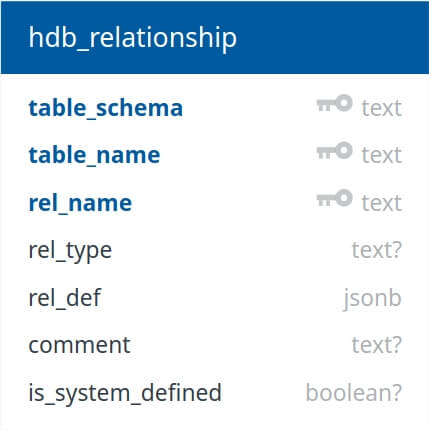 hdb_relationship
table_schema text
table_name text
rel_name text
rel_type text?
rel_def jsonb
comment text?
is_system_defined boolean?